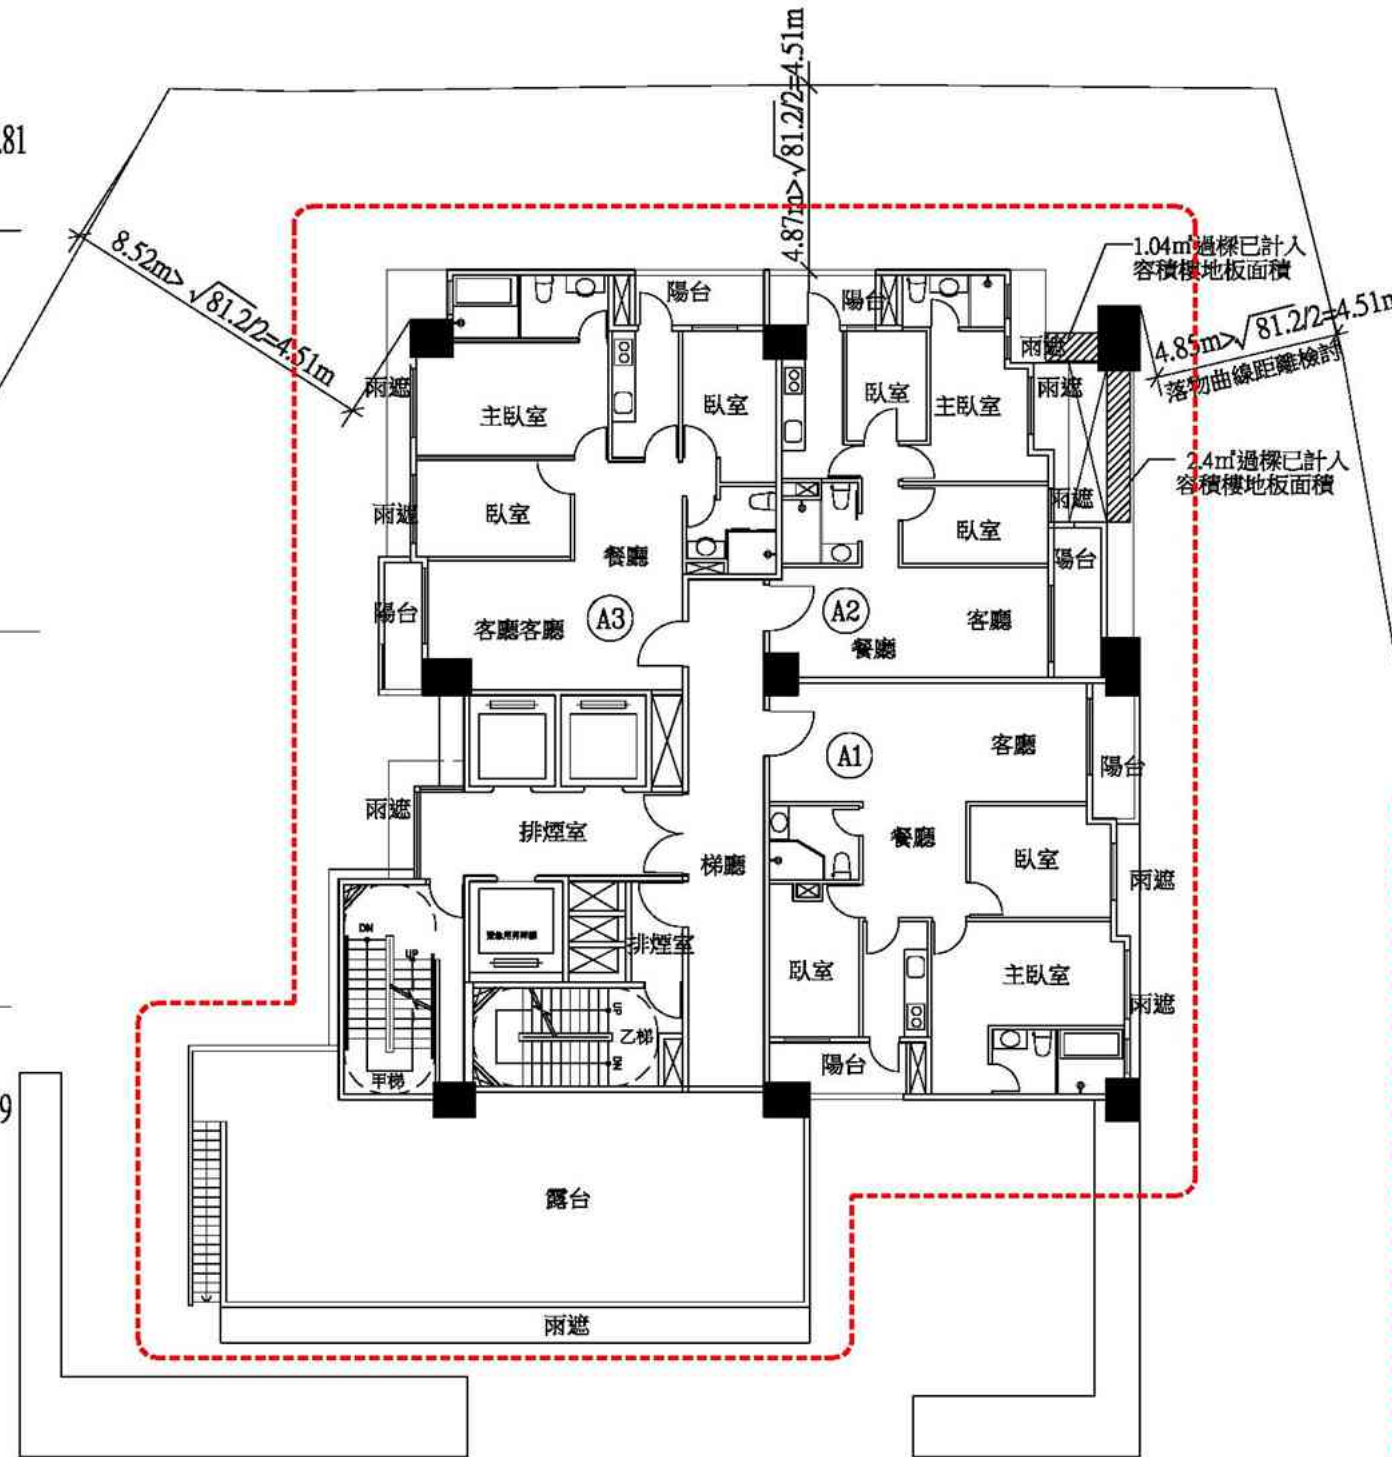 4.87m>√81.2/2=4.51m
.81
8.52m>√81.2/2=4.51m
1.04㎡過樑已計入
容積樓地板面積
4.85m>√81.2/2=4.51m
落物曲線距離檢討
2.4㎡過樑已計入
容積樓地板面積
陽台
陽台
雨遮
雨遮
雨遮
主臥室
臥室
臥室
主臥室
雨遮
臥室
臥室
雨遮
餐廳
陽台
陽台
客廳客廳
A3
A2
客廳
餐廳
A1
客廳
陽台
雨遮
排煙室
梯廳
餐廳
臥室
雨遮
DN
UP
排煙室
臥室
主臥室
雨遮
UP
乙梯
DN
甲梯
陽台
9
露台
雨遮